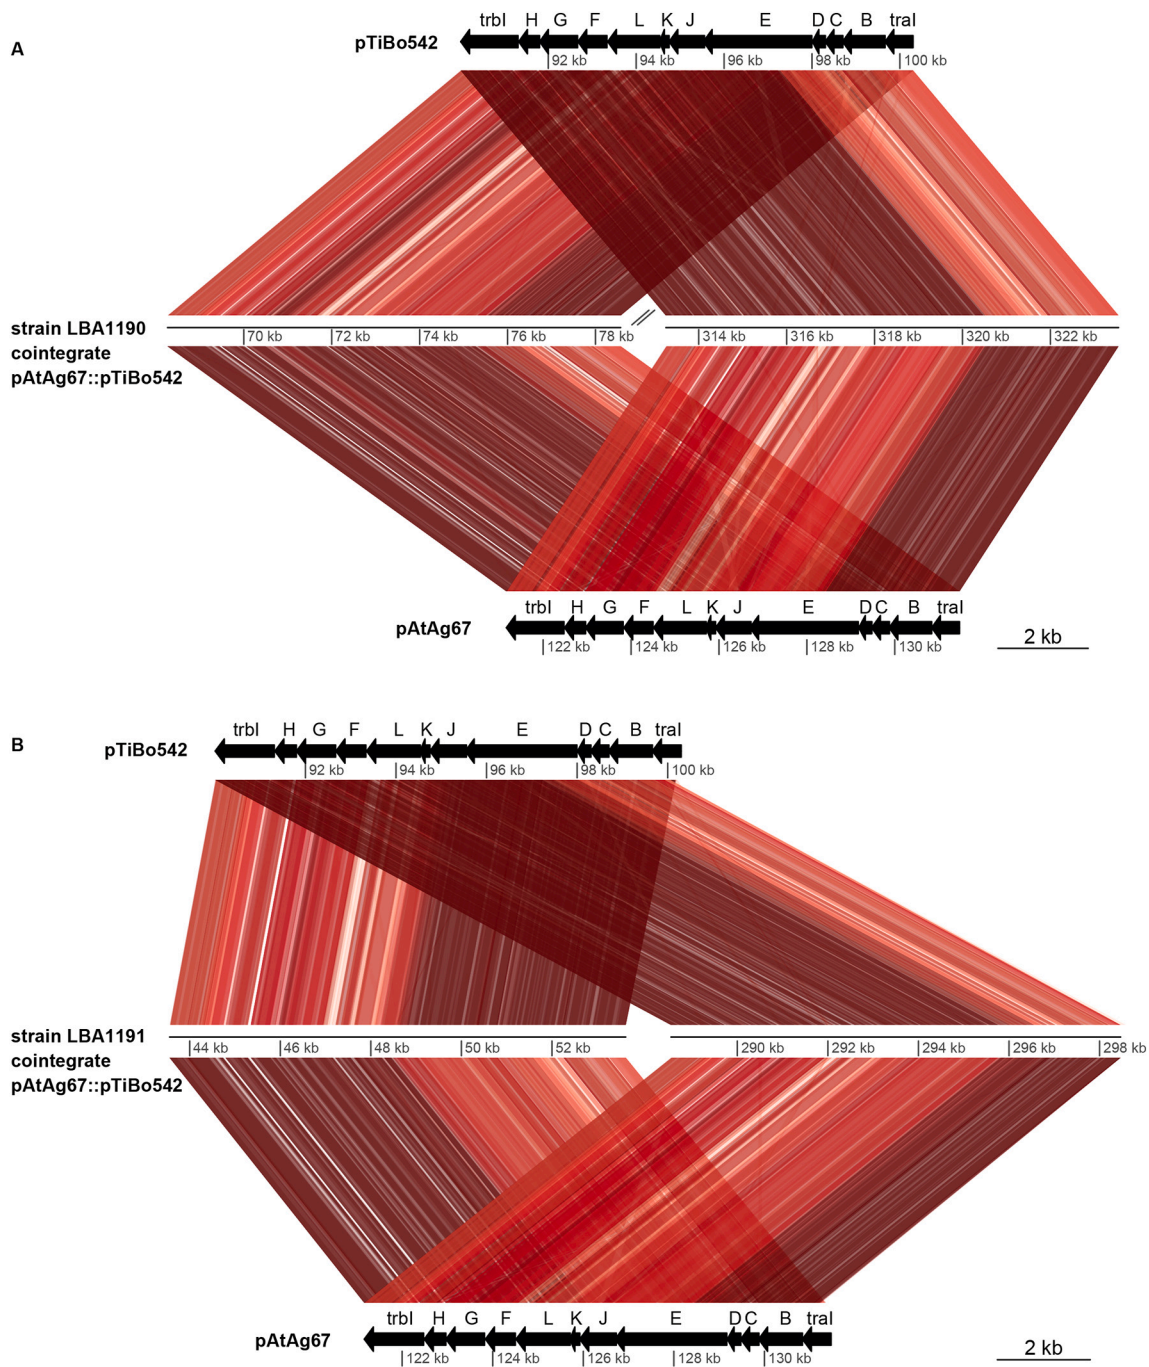 A
trbI H G F L K J E D C B traI
pTiBo542
92 kb 94 kb 96 kb 98 kb 100 kb
strain LBA1190
cointegrate
pAtAg67::pTiBo542
70 kb 72 kb 74 kb 76 kb 78 kb 314 kb 316 kb 318 kb 320 kb 322 kb
trbI H G F L K J E D C B traI
pAtAg67
122 kb 124 kb 126 kb 128 kb 130 kb
2 kb
B
trbI H G F L K J E D C B traI
pTiBo542
92 kb 94 kb 96 kb 98 kb 100 kb
strain LBA1191
cointegrate
pAtAg67::pTiBo542
44 kb 46 kb 48 kb 50 kb 52 kb 290 kb 292 kb 294 kb 296 kb 298 kb
trbI H G F L K J E D C B traI
pAtAg67
122 kb 124 kb 126 kb 128 kb 130 kb
2 kb